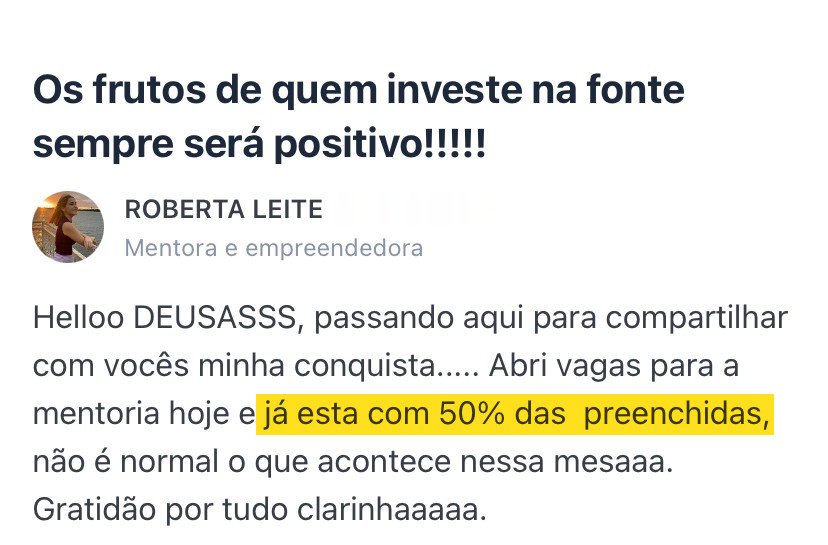 Os frutos de quem investe na fonte
sempre será positivo!!!!!
ROBERTA LEITE
Mentora e empreendedora
Helloo DEUSASSS, passando aqui para compartilhar
com vocês minha conquista..... Abri vagas para a
mentoria hoje e já esta com 50% das  preenchidas,
não é normal o que acontece nessa mesaaa.
Gratidão por tudo clarinhaaaaa.